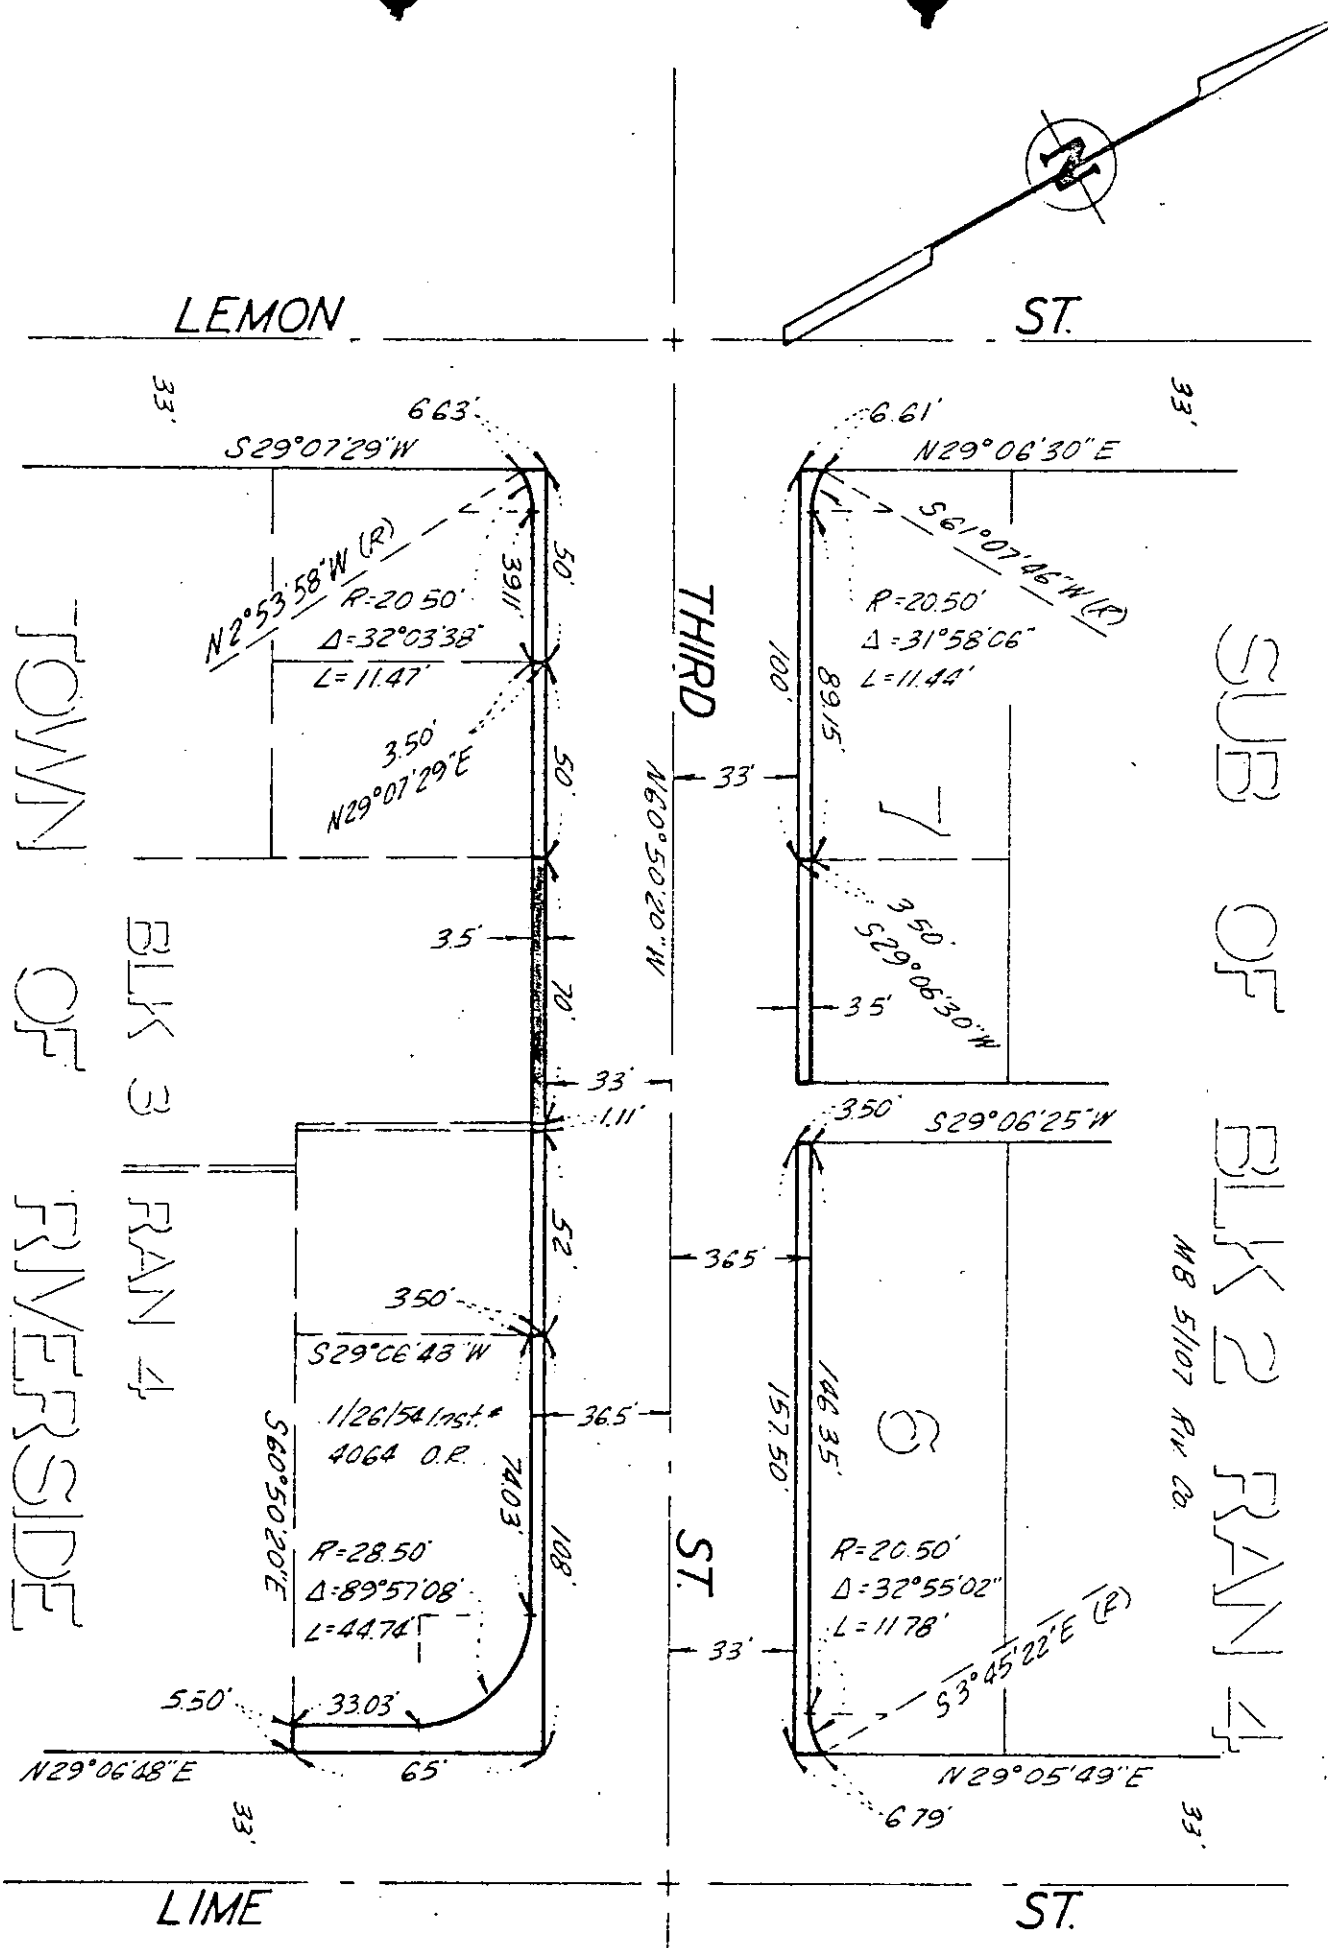 N
LEMON
ST.
33'
33'
6 63'
6.61'
S29°07'29"W
N29°06'30"E
N2°53'58"W (R)
S61°07'46"W (R)
50'
39.11'
R=20 50'
Δ=32°03'38"
L=11.47'
R=20.50'
Δ=31°58'06"
L=11.44'
THIRD
100'
89.15'
3.50'
N29°07'29"E
50'
33'
N60°50'20"W
7
3 50'
S29°06'30"W
3.5'
70'
3 5'
33'
1.11'
3.50'
S29°06'25"W
52'
36 5'
3 50'
S29°06'48"W
1/26/54 Inst.#
4064 O.R.
36.5'
74.03'
108'
S60°50'20"E
146 35'
157.50'
6
ST.
R=28.50'
Δ=89°57'08"
L=44.74'
R=20.50'
Δ=32°55'02"
L=11 78'
33'
S3°45'22"E (R)
5.50'
33.03'
65'
N29°06'48"E
N29°05'49"E
6 79'
33'
33'
LIME
ST.
TOWN OF RIVERSIDE
BLK 3 RAN 4
SUB OF BLK 2 RAN 4
MB 5/107 Riv Co.